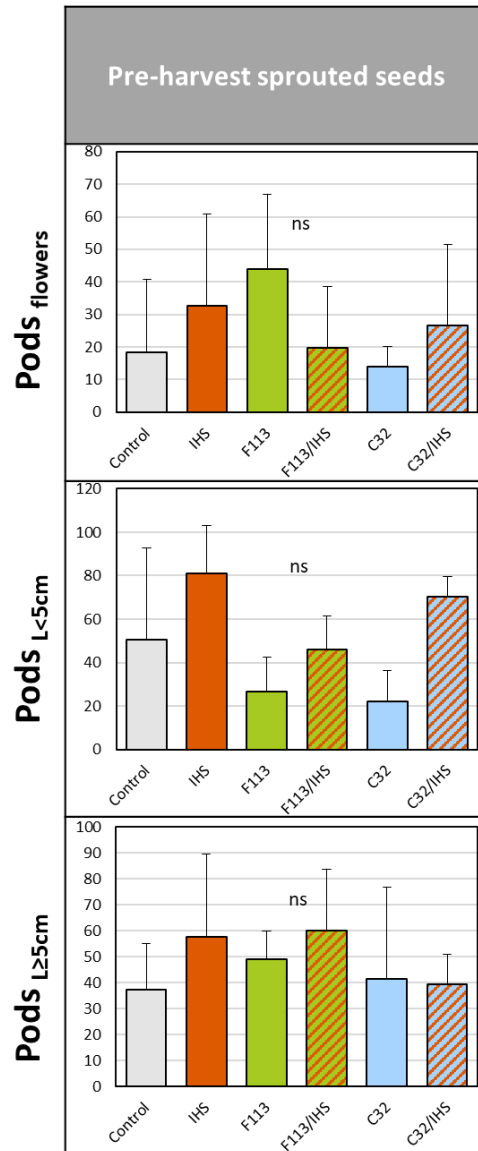 Pre-harvest sprouted seeds
Pods flowers
80
70
60
50
40
30
20
10
0
ns
Control
IHS
F113
F113/IHS
C32
C32/IHS
Pods L<5cm
120
100
80
60
40
20
0
ns
Control
IHS
F113
F113/IHS
C32
C32/IHS
Pods L≥5cm
100
90
80
70
60
50
40
30
20
10
0
ns
Control
IHS
F113
F113/IHS
C32
C32/IHS